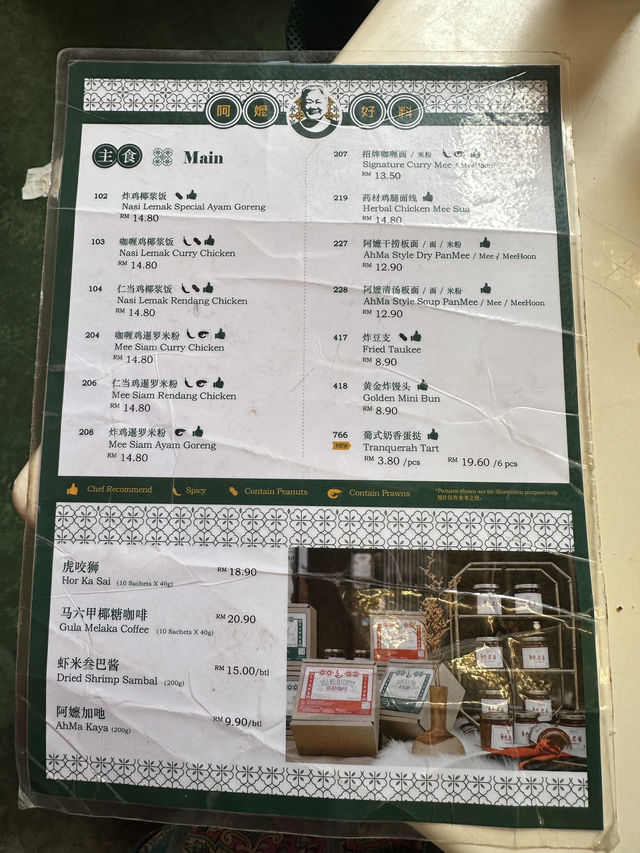 阿嬷好料
主食 Main
102 炸鸡椰浆饭
Nasi Lemak Special Ayam Goreng
RM 14.80
103 咖喱鸡椰浆饭
Nasi Lemak Curry Chicken
RM 14.80
104 仁当鸡椰浆饭
Nasi Lemak Rendang Chicken
RM 14.80
204 咖喱鸡暹罗米粉
Mee Siam Curry Chicken
RM 14.80
206 仁当鸡暹罗米粉
Mee Siam Rendang Chicken
RM 14.80
208 炸鸡暹罗米粉
Mee Siam Ayam Goreng
RM 14.80
207 招牌咖喱面 / 米粉
Signature Curry Mee / MeeHoon
RM 13.50
219 药材鸡腿面线
Herbal Chicken Mee Sua
RM 14.80
227 阿嬷干捞板面 / 面 / 米粉
AhMa Style Dry PanMee / Mee / MeeHoon
RM 12.90
228 阿嬷清汤板面 / 面 / 米粉
AhMa Style Soup PanMee / Mee / MeeHoon
RM 12.90
417 炸豆支
Fried Taukee
RM 8.90
418 黄金炸馒头
Golden Mini Bun
RM 8.90
766 葡式奶香蛋挞
NEW Tranquerah Tart
RM 3.80 /pcs RM 19.60 /6 pcs
Chef Recommend Spicy Contain Peanuts Contain Prawns
*Pictures shown are for illustration purpose only.
照片仅作参考之用.
虎咬狮 RM 18.90
Hor Ka Sai (10 Sachets X 40g)
马六甲椰糖咖啡 RM 20.90
Gula Melaka Coffee (10 Sachets X 40g)
虾米叁巴酱 RM 15.00/btl
Dried Shrimp Sambal (200g)
阿嬷加吔 RM 9.90/btl
AhMa Kaya (200g)